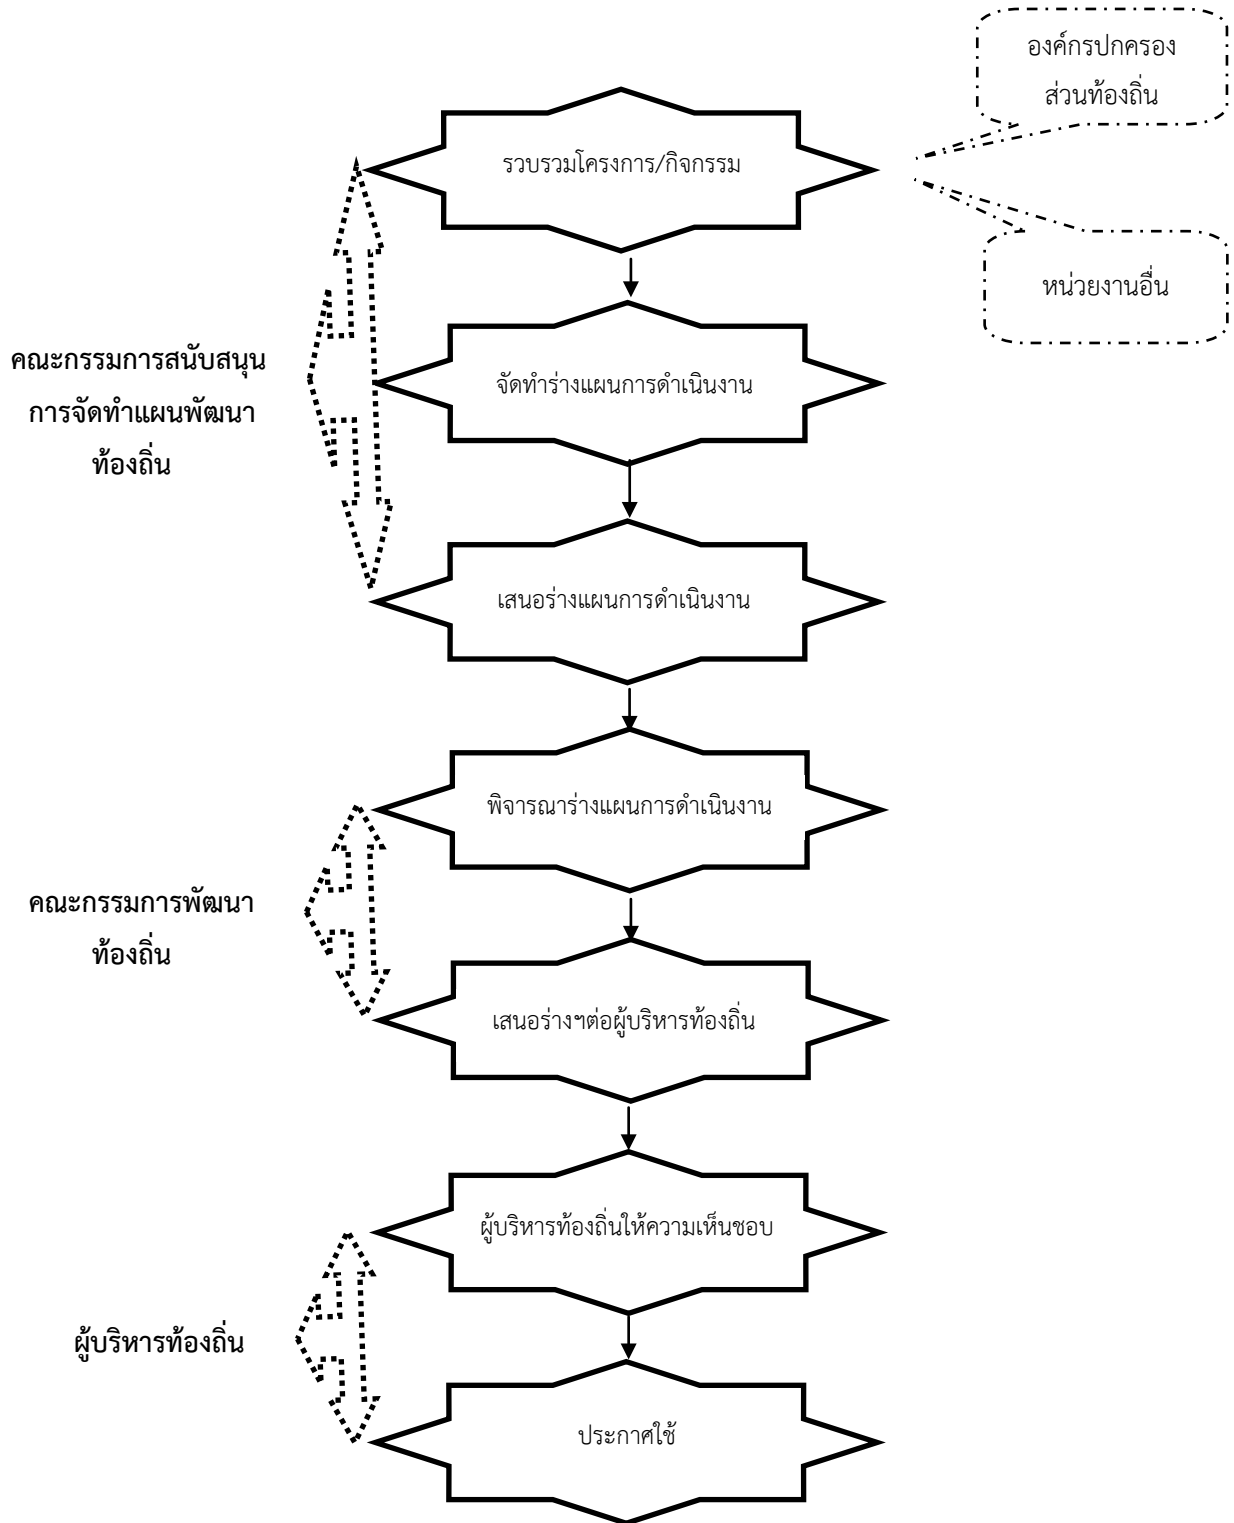 องค์กรปกครอง
ส่วนท้องถิ่น
รวบรวมโครงการ/กิจกรรม
หน่วยงานอื่น
คณะกรรมการสนับสนุน
การจัดทำแผนพัฒนา
ท้องถิ่น
จัดทำร่างแผนการดำเนินงาน
เสนอร่างแผนการดำเนินงาน
พิจารณาร่างแผนการดำเนินงาน
คณะกรรมการพัฒนา
ท้องถิ่น
เสนอร่างฯต่อผู้บริหารท้องถิ่น
ผู้บริหารท้องถิ่นให้ความเห็นชอบ
ผู้บริหารท้องถิ่น
ประกาศใช้